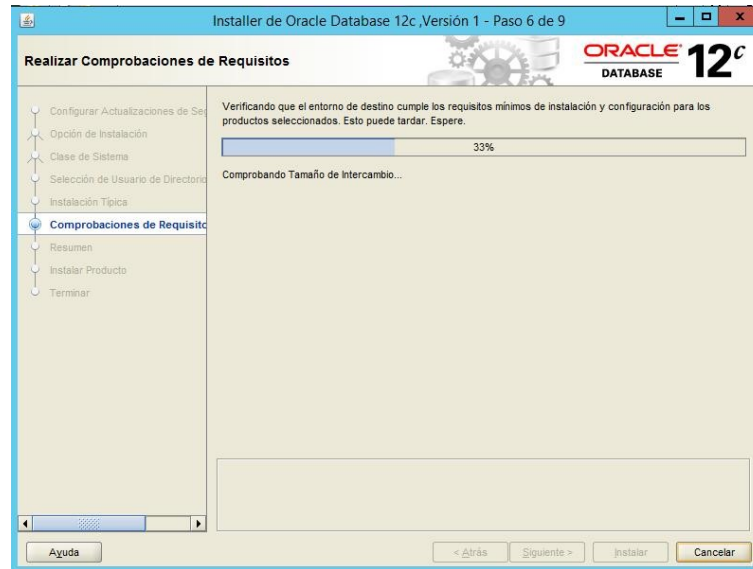 Installer de Oracle Database 12c ,Versión 1 - Paso 6 de 9
Realizar Comprobaciones de Requisitos
ORACLE
DATABASE
12c
Configurar Actualizaciones de Seg
Opción de Instalación
Clase de Sistema
Selección de Usuario de Directorio
Instalación Típica
Comprobaciones de Requisito
Resumen
Instalar Producto
Terminar
Verificando que el entorno de destino cumple los requisitos mínimos de instalación y configuración para los
productos seleccionados. Esto puede tardar. Espere.
33%
Comprobando Tamaño de Intercambio...
Ayuda
< Atrás
Siguiente >
Instalar
Cancelar